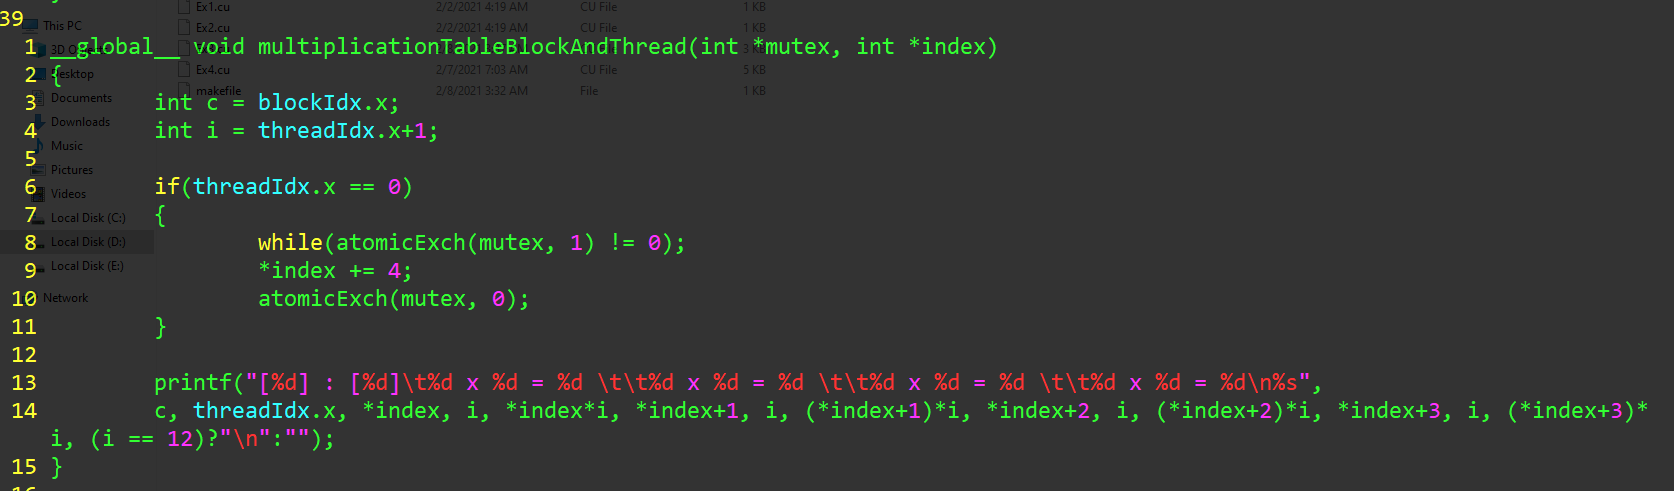 39
This PC
Ex1.cu 2/2/2021 4:19 AM CU File 1 KB
Ex2.cu 2/2/2021 4:19 AM CU File 1 KB
1 __global__ void multiplicationTableBlockAndThread(int *mutex, int *index)
Ex4.cu 2/7/2021 7:03 AM CU File 5 KB
2 {
Desktop
makefile 2/8/2021 3:32 AM File 1 KB
Documents
3 int c = blockIdx.x;
Downloads
4 int i = threadIdx.x+1;
Music
5
Pictures
6 if(threadIdx.x == 0)
Videos
7 {
Local Disk (C:)
8 while(atomicExch(mutex, 1) != 0);
Local Disk (D:)
9 *index += 4;
Local Disk (E:)
10 atomicExch(mutex, 0);
Network
11 }
12
13 printf("[%d] : [%d]\t%d x %d = %d \t\t%d x %d = %d \t\t%d x %d = %d \t\t%d x %d = %d\n%s",
14 c, threadIdx.x, *index, i, *index*i, *index+1, i, (*index+1)*i, *index+2, i, (*index+2)*i, *index+3, i, (*index+3)*
i, (i == 12)?"\n":"");
15 }